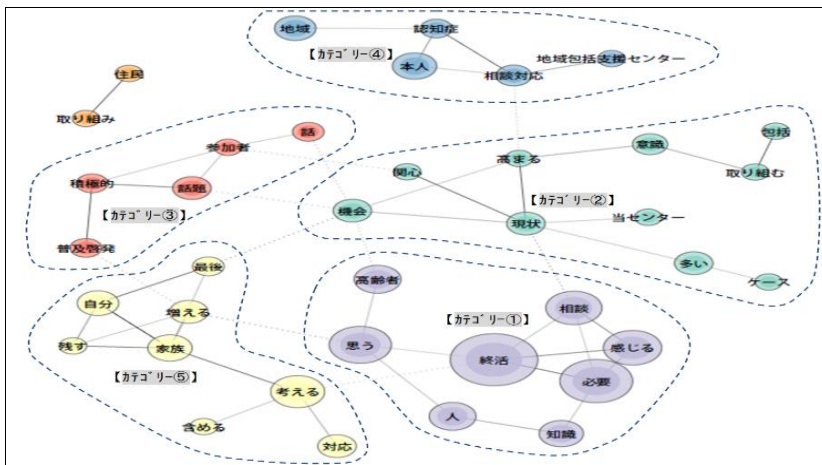 地域
認知症
【カテゴリー④】
本人
相談対応
地域包括支援センター
住民
取り組み
話
参加者
積極的
話題
【カテゴリー③】
普及啓発
関心
高まる
意識
包括
取り組む
機会
【カテゴリー②】
現状
当センター
多い
ケース
最後
自分
増える
残す
家族
【カテゴリー⑤】
考える
含める
対応
高齢者
【カテゴリー①】
相談
思う
終活
感じる
必要
人
知識